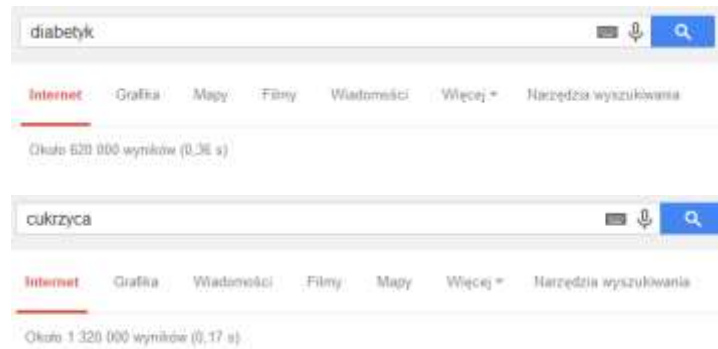 diabetyk
Internet Grafika Mapy Filmy Wiadomości Więcej Narzędzia wyszukiwania
Około 620 000 wyników (0,36 s)
cukrzyca
Internet Grafika Wiadomości Filmy Mapy Więcej Narzędzia wyszukiwania
Około 1 320 000 wyników (0,17 s)